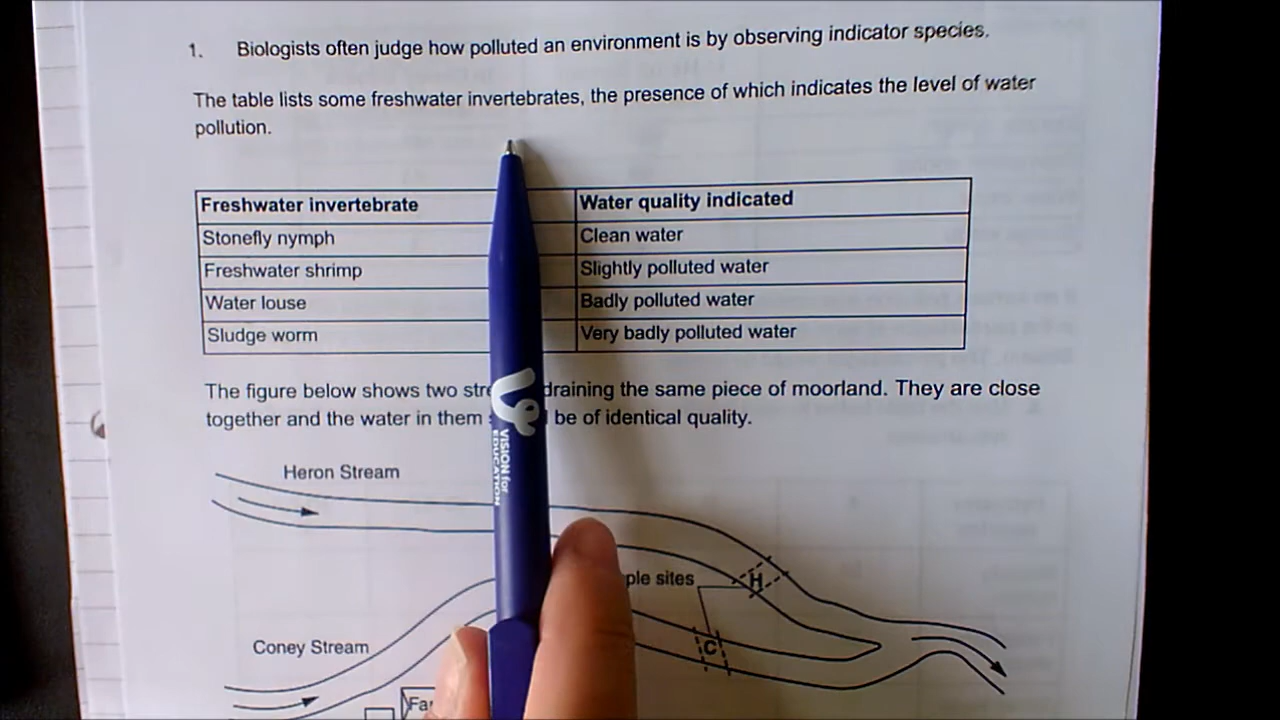 1. Biologists often judge how polluted an environment is by observing indicator species.
The table lists some freshwater invertebrates, the presence of which indicates the level of water
pollution.
Freshwater invertebrate Water quality indicated
Stonefly nymph Clean water
Freshwater shrimp Slightly polluted water
Water louse Badly polluted water
Sludge worm Very badly polluted water
The figure below shows two draining the same piece of moorland. They are close
together and the water in them be of identical quality.
Heron Stream
sites H
C
Coney Stream
Ve
VISION for
EDUCATION